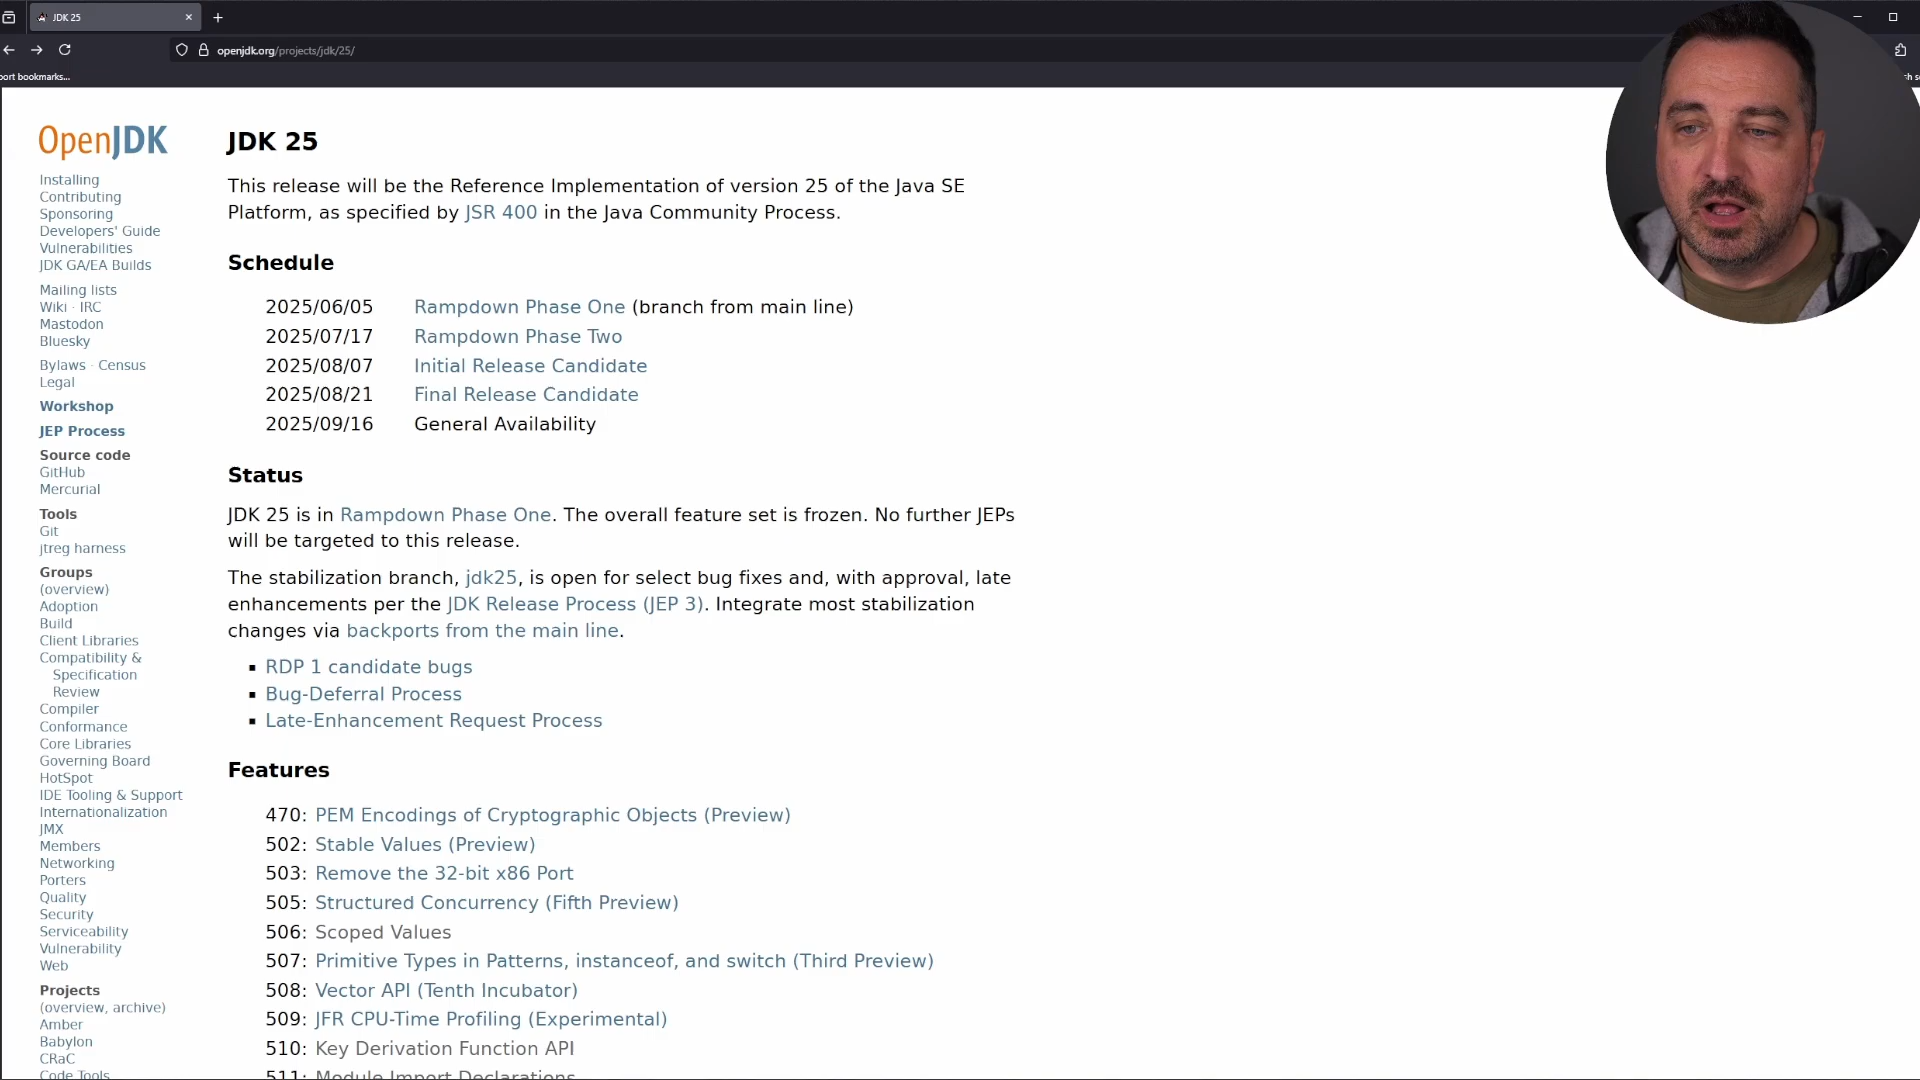 JDK 25
openjdk.org/projects/jdk/25/
port bookmarks...
OpenJDK
Installing
Contributing
Sponsoring
Developers' Guide
Vulnerabilities
JDK GA/EA Builds
Mailing lists
Wiki · IRC
Mastodon
Bluesky
Bylaws · Census
Legal
Workshop
JEP Process
Source code
GitHub
Mercurial
Tools
Git
jtreg harness
Groups
(overview)
Adoption
Build
Client Libraries
Compatibility &
Specification
Review
Compiler
Conformance
Core Libraries
Governing Board
HotSpot
IDE Tooling & Support
Internationalization
JMX
Members
Networking
Porters
Quality
Security
Serviceability
Vulnerability
Web
Projects
(overview, archive)
Amber
Babylon
CRaC
Code Tools
JDK 25
This release will be the Reference Implementation of version 25 of the Java SE
Platform, as specified by JSR 400 in the Java Community Process.
Schedule
2025/06/05 Rampdown Phase One (branch from main line)
2025/07/17 Rampdown Phase Two
2025/08/07 Initial Release Candidate
2025/08/21 Final Release Candidate
2025/09/16 General Availability
Status
JDK 25 is in Rampdown Phase One. The overall feature set is frozen. No further JEPs
will be targeted to this release.
The stabilization branch, jdk25, is open for select bug fixes and, with approval, late
enhancements per the JDK Release Process (JEP 3). Integrate most stabilization
changes via backports from the main line.
▪ RDP 1 candidate bugs
▪ Bug-Deferral Process
▪ Late-Enhancement Request Process
Features
470: PEM Encodings of Cryptographic Objects (Preview)
502: Stable Values (Preview)
503: Remove the 32-bit x86 Port
505: Structured Concurrency (Fifth Preview)
506: Scoped Values
507: Primitive Types in Patterns, instanceof, and switch (Third Preview)
508: Vector API (Tenth Incubator)
509: JFR CPU-Time Profiling (Experimental)
510: Key Derivation Function API
511: Module Import Declarations